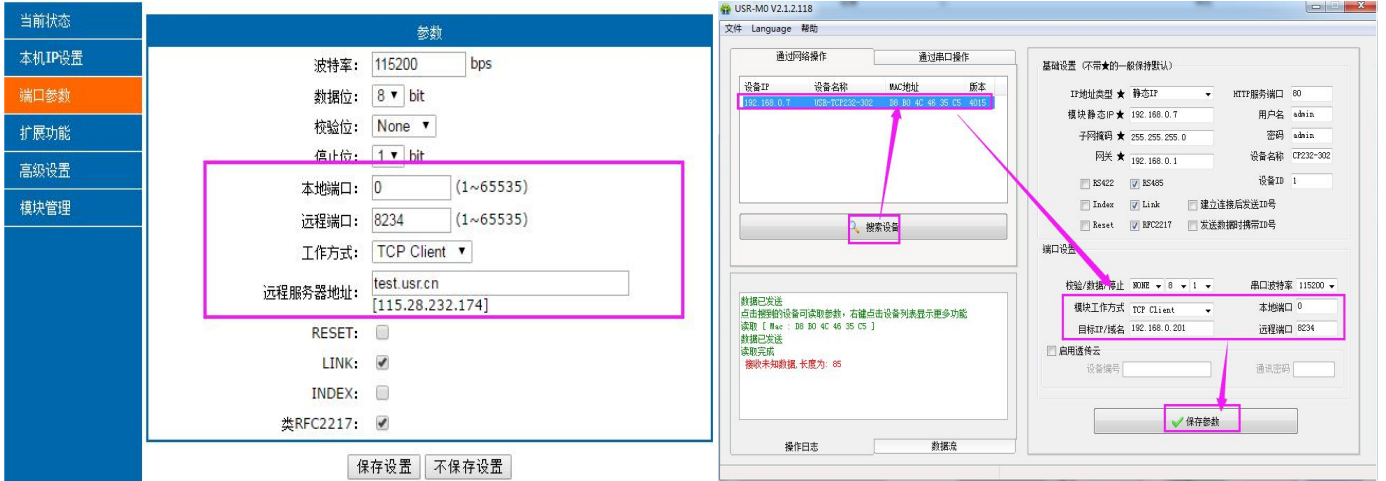 当前状态
本机IP设置
端口参数
扩展功能
高级设置
模块管理
参数
波特率: 115200 bps
数据位: 8 bit
校验位: None
停止位: 1 bit
本地端口: 0 (1~65535)
远程端口: 8234 (1~65535)
工作方式: TCP Client
远程服务器地址: test.usr.cn
[115.28.232.174]
RESET:
LINK:
INDEX:
类RFC2217:
保存设置 不保存设置
USR-M0 V2.1.2.118
文件 Language 帮助
通过网络操作 通过串口操作
设备IP 设备名称 MAC地址 版本
192.168.0.7 USR-TCP232-302 D8 B0 4C 46 35 C5 4015
搜索设备
数据已发送
点击搜到的设备可读取参数，右键点击设备列表显示更多功能
读取 [ Mac : D8 B0 4C 46 35 C5 ]
数据已发送
读取完成
接收未知数据,长度为: 85
操作日志 数据流
基础设置 (不带★的一般保持默认)
IP地址类型 ★ 静态IP HTTP服务端口 80
模块静态IP ★ 192.168.0.7 用户名 admin
子网掩码 ★ 255.255.255.0 密码 admin
网关 ★ 192.168.0.1 设备名称 CP232-302
RS422 RS485 设备ID 1
Index Link 建立连接后发送ID号
Reset RFC2217 发送数据时携带ID号
端口设置
校验/数据/停止 NONE 8 1 串口波特率 115200
模块工作方式 TCP Client 本地端口 0
目标IP/域名 192.168.0.201 远程端口 8234
启用透传云
设备编号 通讯密码
保存参数